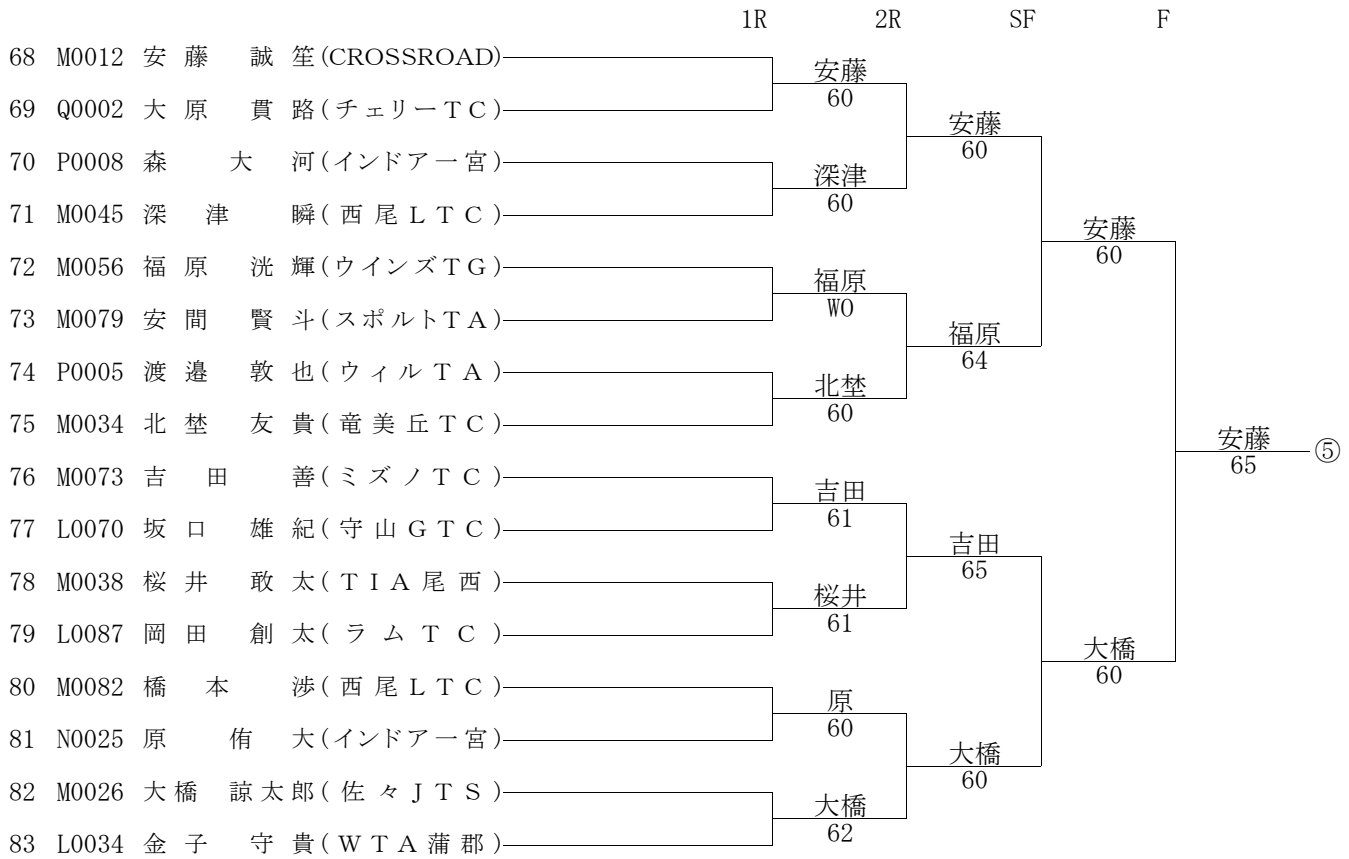 1R 2R SF F
68 M0012 安藤 誠笙(CROSSROAD)
安藤
60
69 Q0002 大原 貫路(チェリーTC)
安藤
60
70 P0008 森 大河(インドア一宮)
深津
60
71 M0045 深津 瞬(西尾LTC)
安藤
60
72 M0056 福原 洸輝(ウインズTG)
福原
WO
73 M0079 安間 賢斗(スポルトTA)
福原
64
74 P0005 渡邉 敦也(ウィルTA)
北埜
60
75 M0034 北埜 友貴(竜美丘TC)
安藤
65
⑤
76 M0073 吉田 善(ミズノTC)
吉田
61
77 L0070 坂口 雄紀(守山GTC)
吉田
65
78 M0038 桜井 敢太(TIA尾西)
桜井
61
79 L0087 岡田 創太(ラムTC)
大橋
60
80 M0082 橋本 渉(西尾LTC)
原
60
81 N0025 原 侑大(インドア一宮)
大橋
60
82 M0026 大橋 諒太郎(佐々JTS)
大橋
62
83 L0034 金子 守貴(WTA蒲郡)